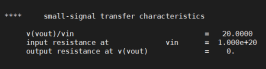 **** small-signal transfer characteristics
v(vout)/vin = 20.0000
input resistance at vin = 1.000e+20
output resistance at v(vout) = 0.